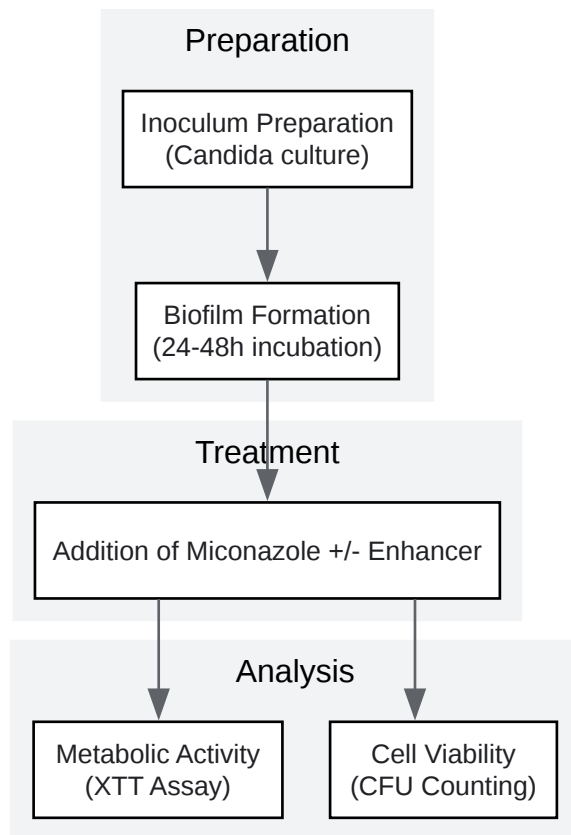 Preparation
Inoculum Preparation
(Candida culture)
Biofilm Formation
(24-48h incubation)
Treatment
Addition of Miconazole +/- Enhancer
Analysis
Metabolic Activity
(XTT Assay)
Cell Viability
(CFU Counting)